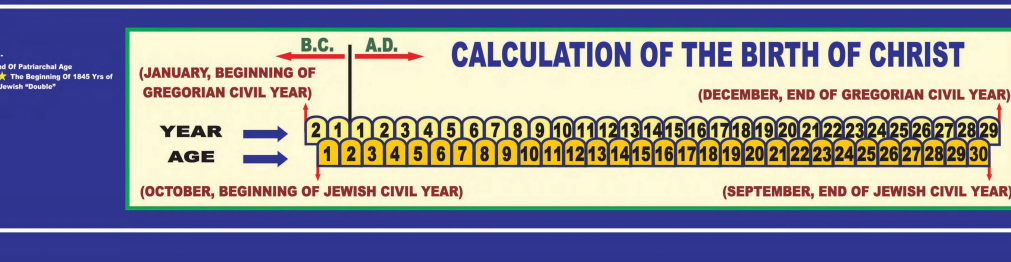 -
nd Of Patriarchal Age
The Beginning Of 1845 Yrs of
Jewish "Double"
B.C. A.D.
CALCULATION OF THE BIRTH OF CHRIST
(JANUARY, BEGINNING OF
GREGORIAN CIVIL YEAR)
(DECEMBER, END OF GREGORIAN CIVIL YEAR)
YEAR 2 1 1 2 3 4 5 6 7 8 9 10 11 12 13 14 15 16 17 18 19 20 21 22 23 24 25 26 27 28 29
AGE 1 2 3 4 5 6 7 8 9 10 11 12 13 14 15 16 17 18 19 20 21 22 23 24 25 26 27 28 29 30
(OCTOBER, BEGINNING OF JEWISH CIVIL YEAR)
(SEPTEMBER, END OF JEWISH CIVIL YEAR)